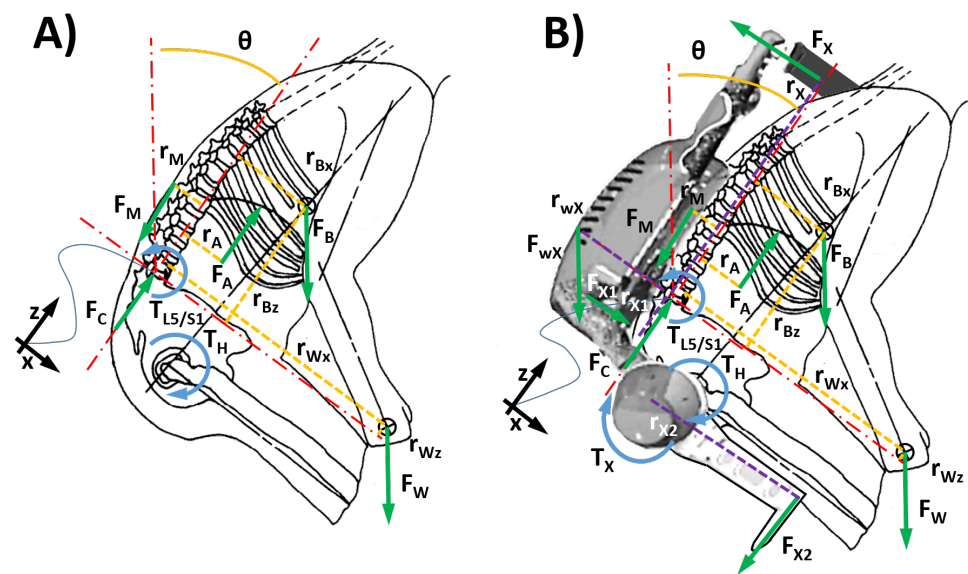 A)
θ
r_M
r_Bx
F_M
F_B
r_A
F_A
r_Bz
F_C
T_L5/S1
z
x
T_H
r_Wx
r_Wz
F_W
B)
F_X
θ
r_X
r_wX
r_M
r_Bx
F_M
F_wX
F_B
r_A
F_A
F_X1
r_X1
r_Bz
T_L5/S1
F_C
T_H
z
x
r_Wx
r_X2
T_X
r_Wz
F_W
F_X2